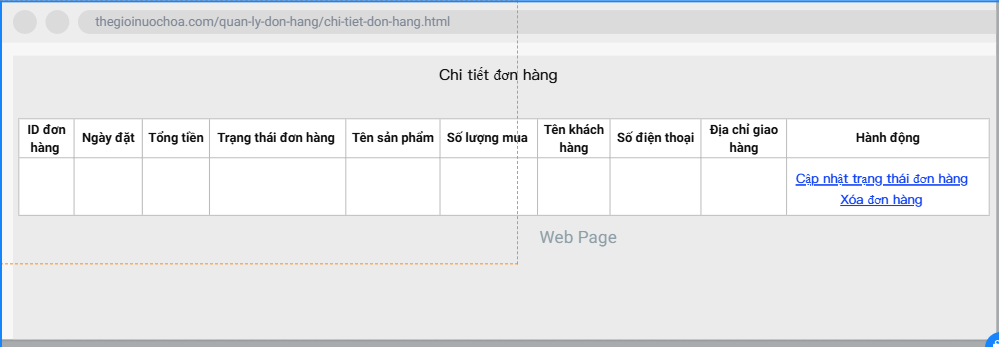 thegioinuochoa.com/quan-ly-don-hang/chi-tiet-don-hang.html
Chi tiết đơn hàng
ID đơn hàng
Ngày đặt
Tổng tiền
Trạng thái đơn hàng
Tên sản phẩm
Số lượng mua
Tên khách hàng
Số điện thoại
Địa chỉ giao hàng
Hành động
Cập nhật trạng thái đơn hàng
Xóa đơn hàng
Web Page